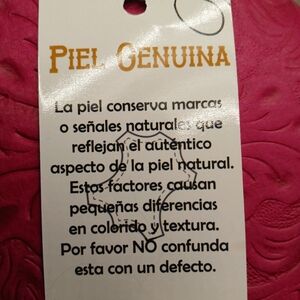 PIEL GENUINA
La piel conserva marcas
o señales naturales que
reflejan el auténtico
aspecto de la piel natural.
Estos factores causan
pequeñas diferencias
en colorido y textura.
Por favor NO confunda
esta con un defecto.